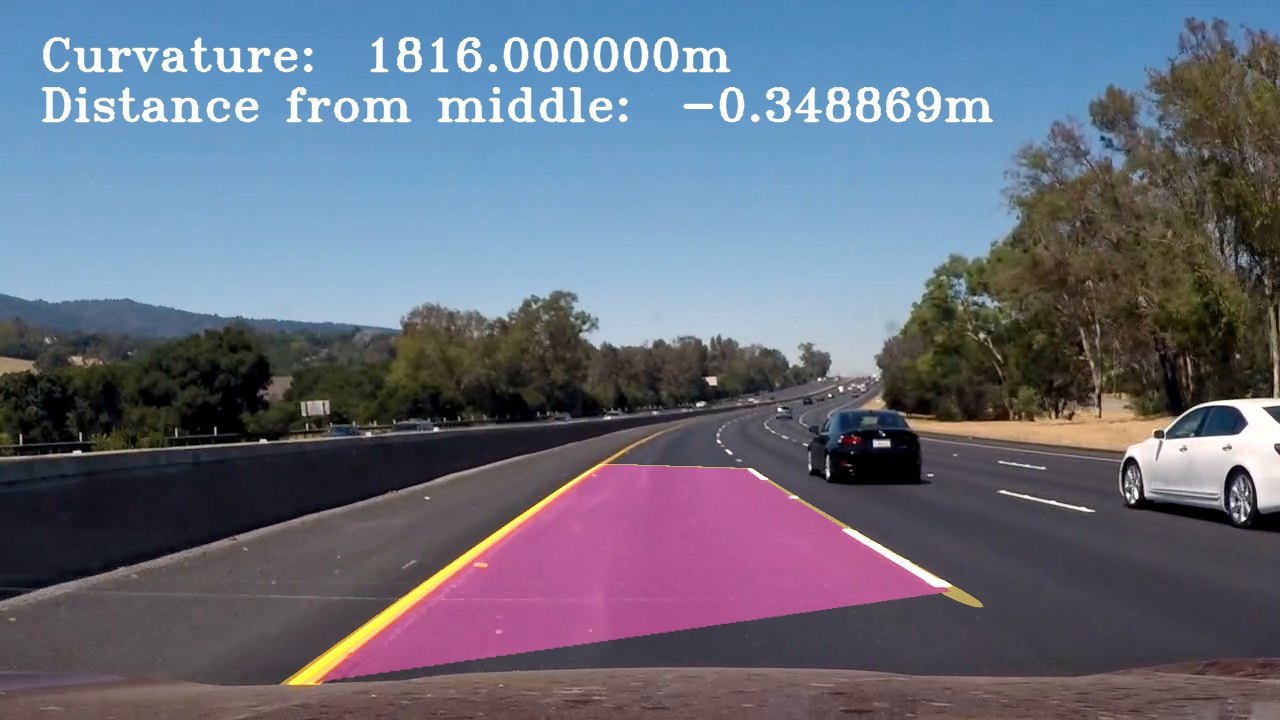 Curvature: 1816.000000m
Distance from middle: −0.348869m